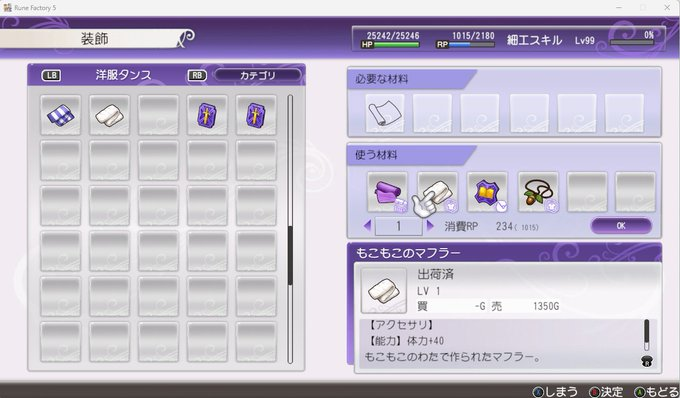 Rune Factory 5
装飾
HP 25242/25246
RP 1015/2180
細工スキル Lv99 0%
LB 洋服タンス RB カテゴリ
必要な材料
使う材料
1 消費RP 234( 1015) OK
もこもこのマフラー
出荷済
LV 1
買 -G 売 1350G
【アクセサリ】
【能力】体力+40
もこもこのわたで作られたマフラー。
R
X しまう B 決定 A もどる